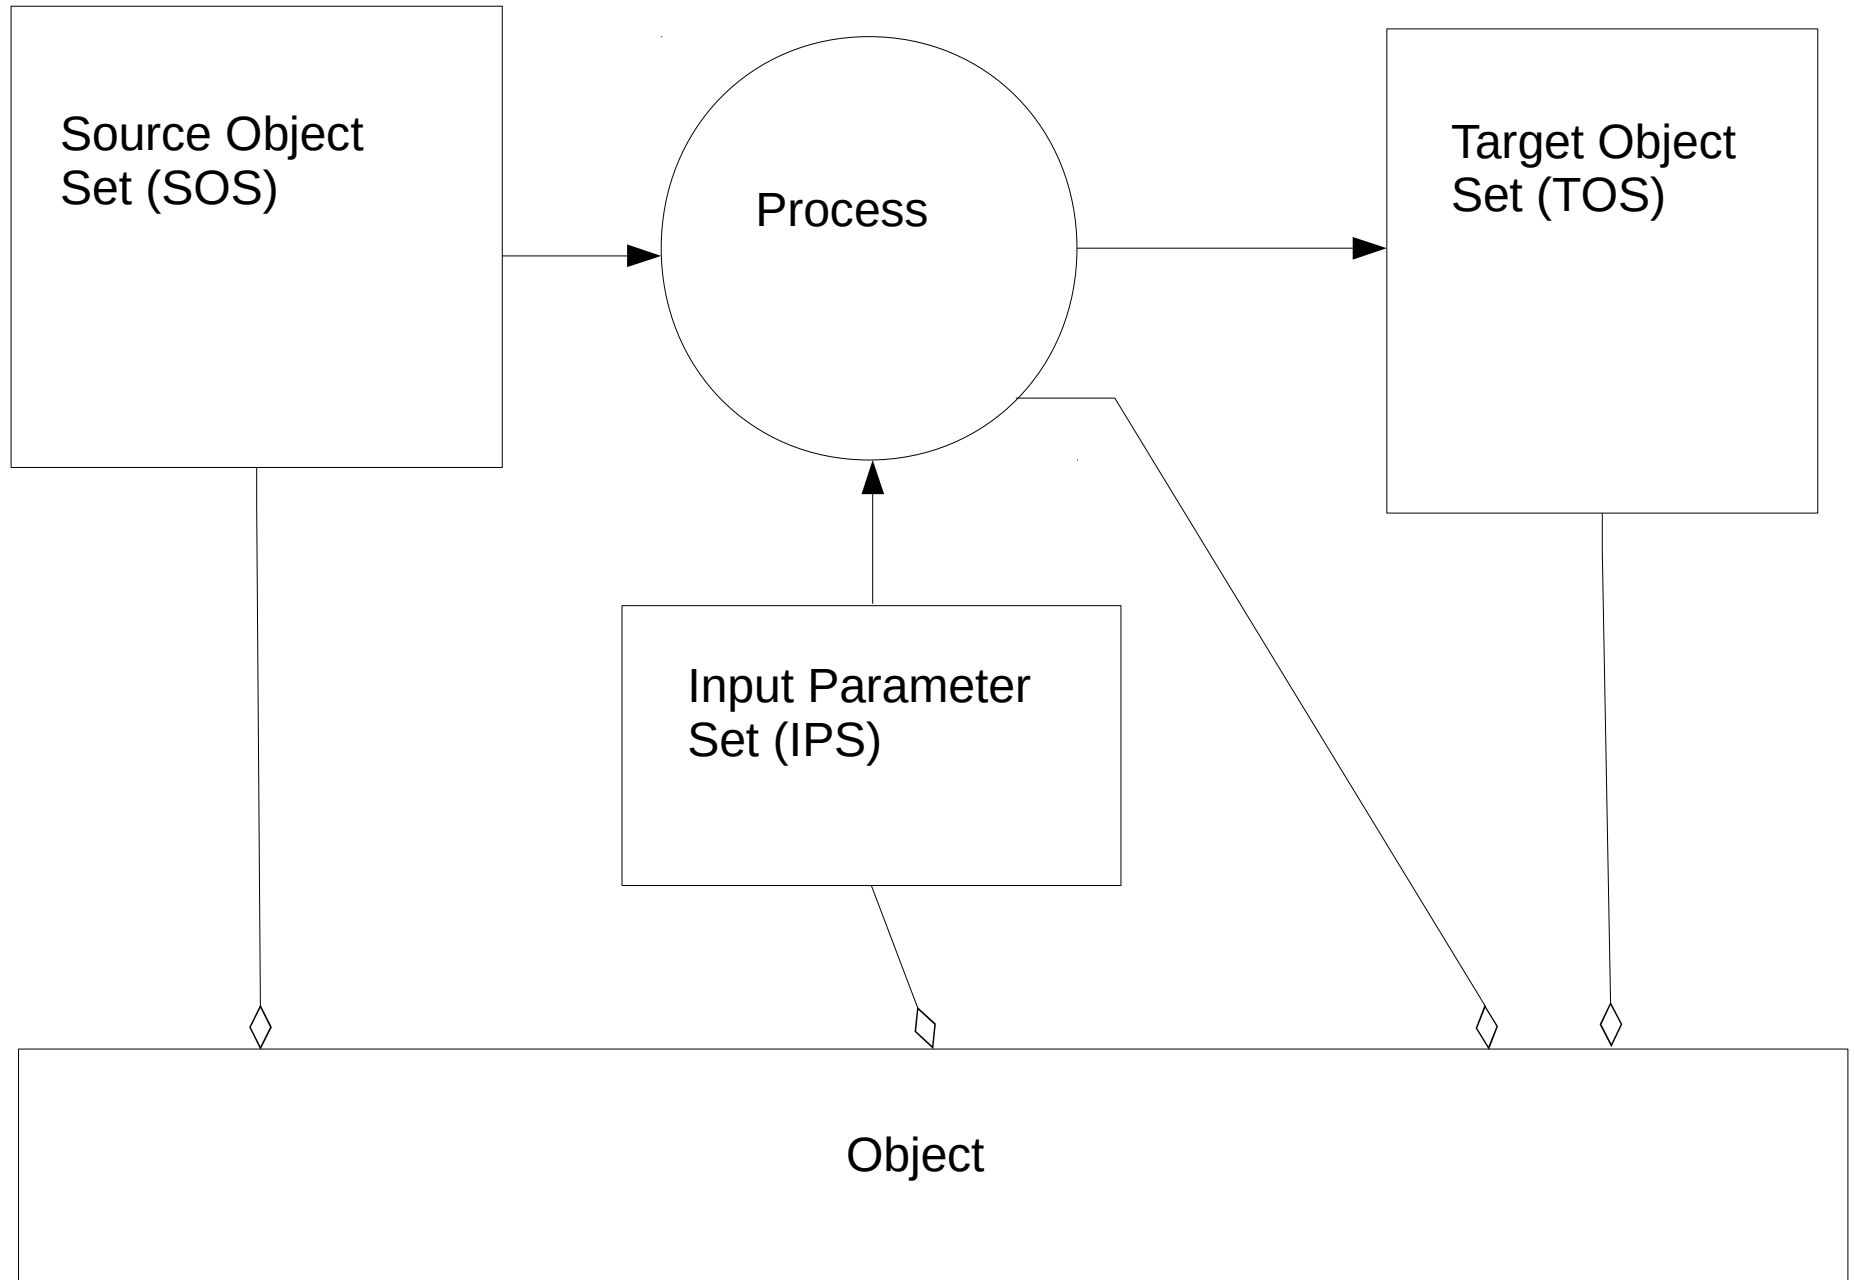 Source Object
Set (SOS)
Process
Target Object
Set (TOS)
Input Parameter
Set (IPS)
Object